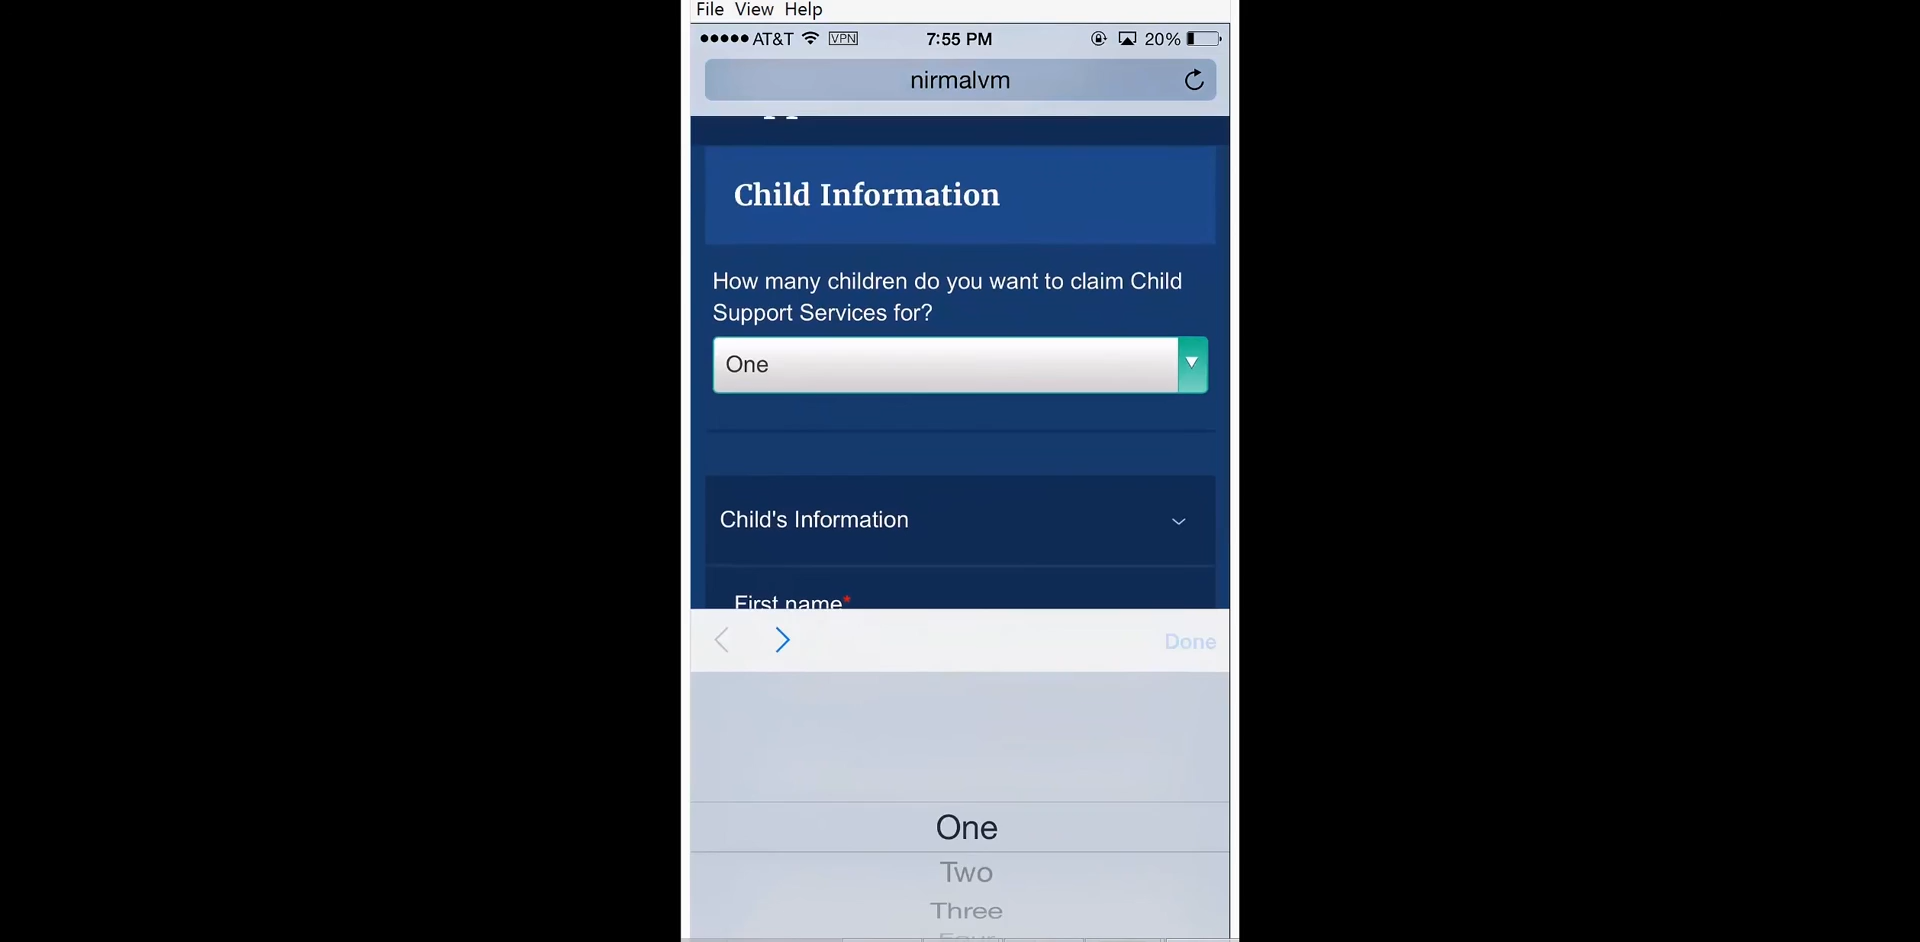 File View Help
AT&T VPN 7:55 PM 20%
nirmalvm
Child Information
How many children do you want to claim Child
Support Services for?
One
Child's Information
First name*
Done
One
Two
Three
Four